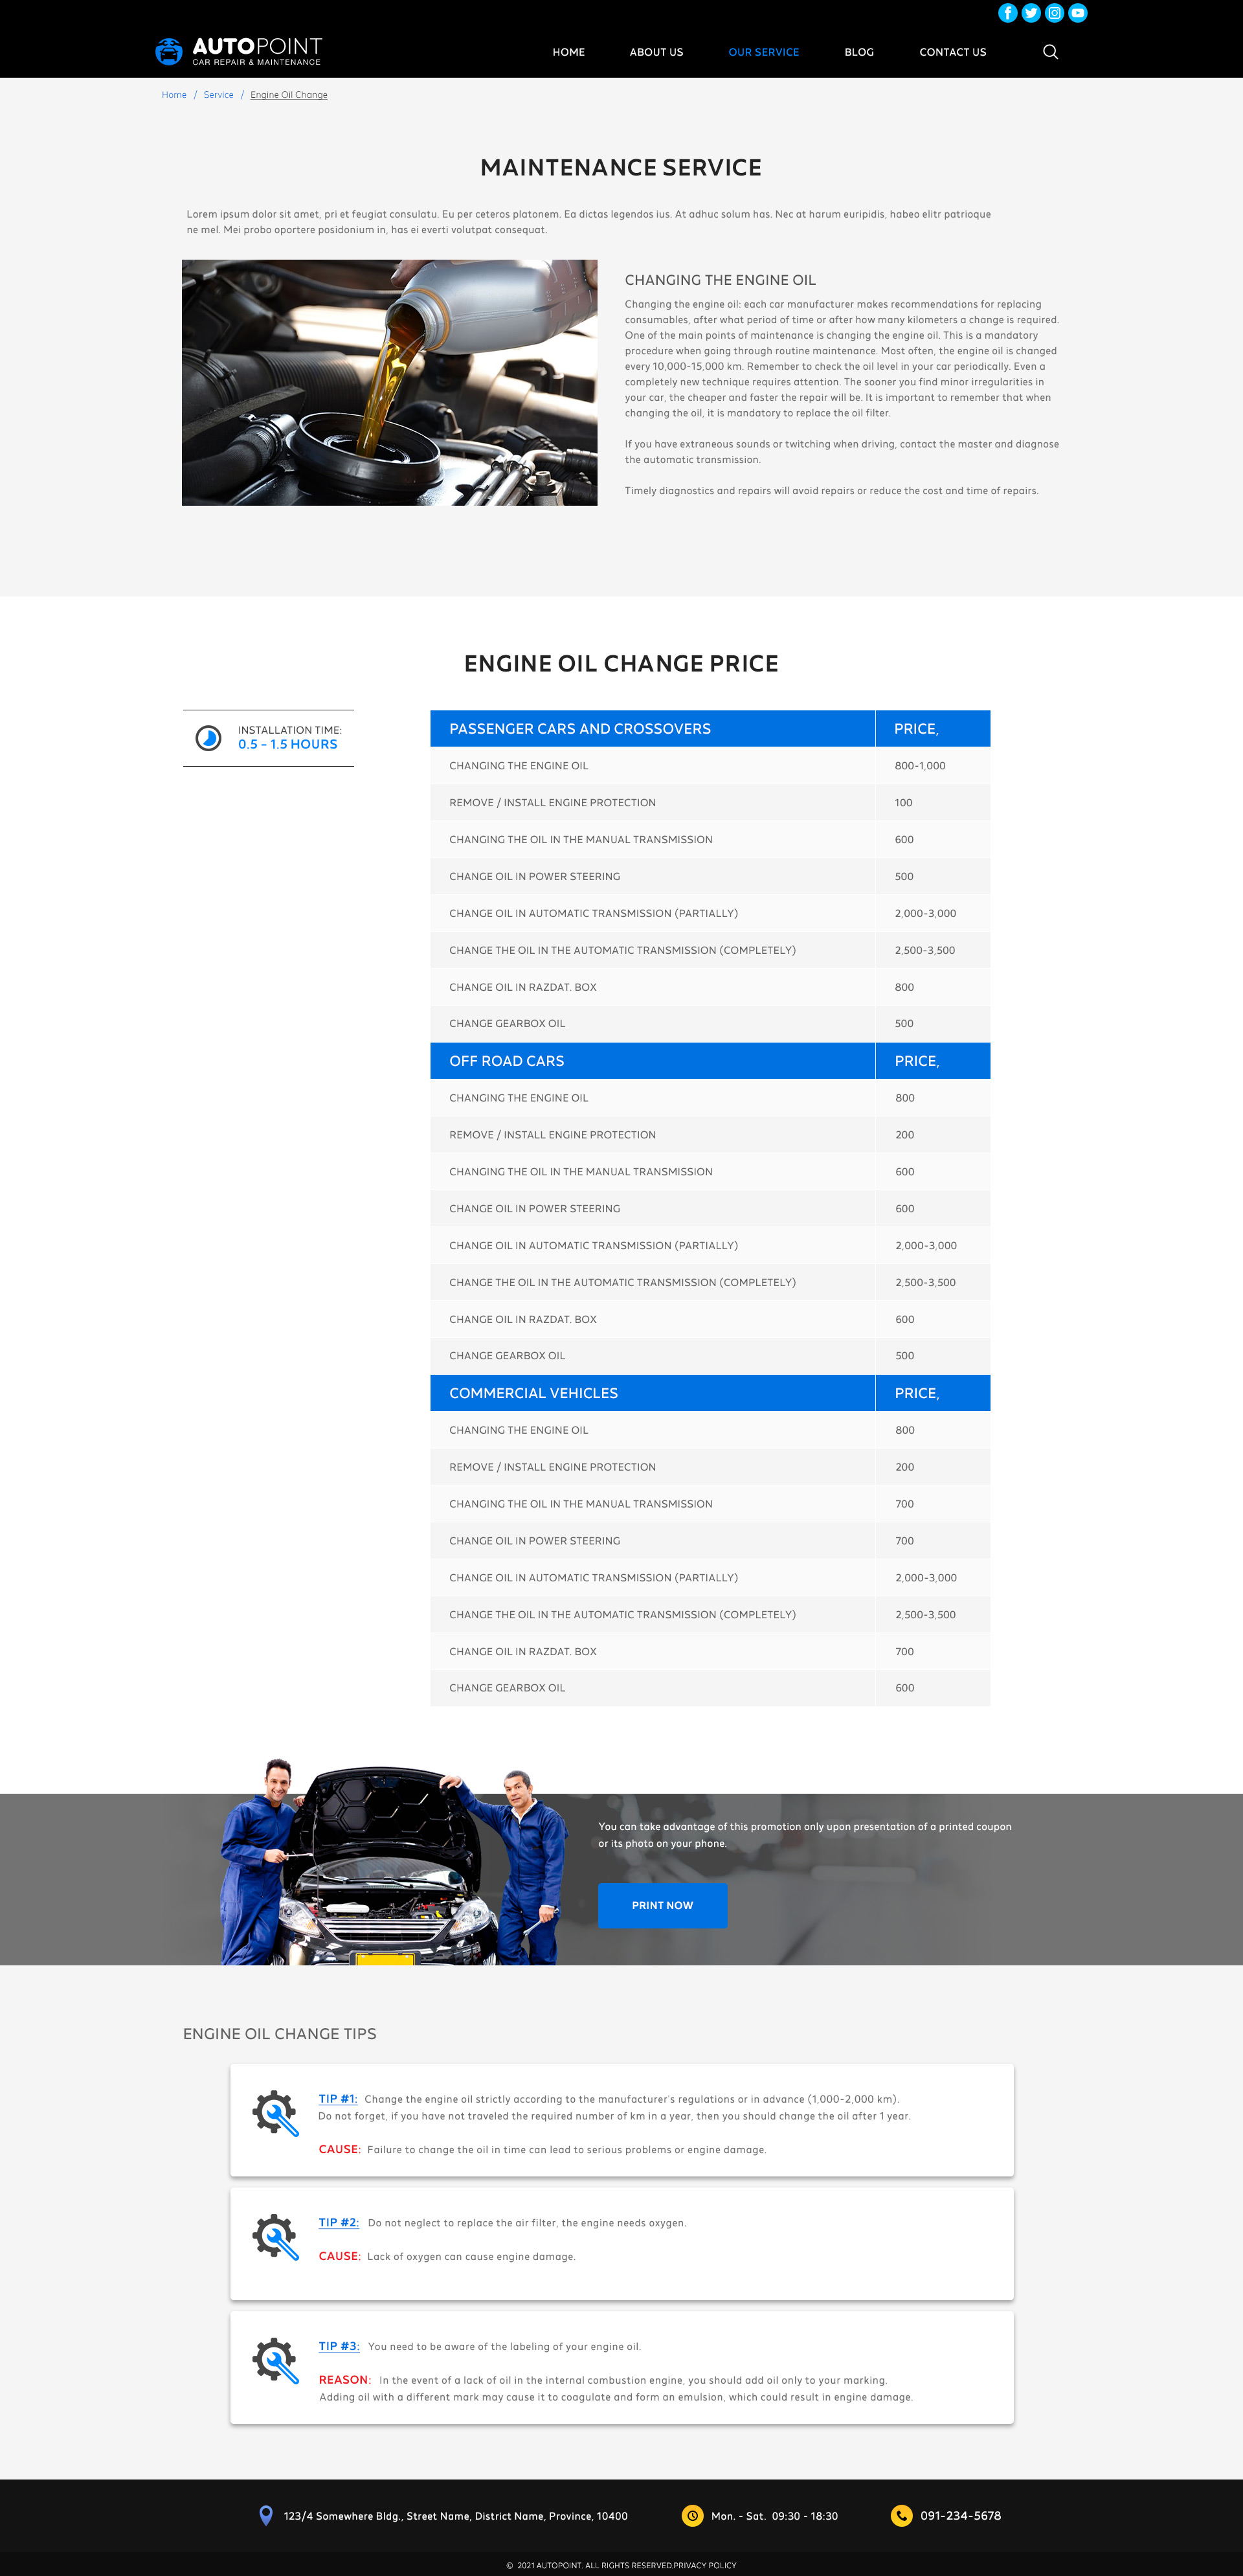 AUTOPOINT
CAR REPAIR & MAINTENANCE
HOME ABOUT US OUR SERVICE BLOG CONTACT US
Home / Service / Engine Oil Change
MAINTENANCE SERVICE
Lorem ipsum dolor sit amet, pri et feugiat consulatu. Eu per ceteros platonem. Ea dictas legendos ius. At adhuc solum has. Nec at harum euripidis, habeo elitr patrioque
ne mel. Mei probo oportere posidonium in, has ei everti volutpat consequat.
CHANGING THE ENGINE OIL
Changing the engine oil: each car manufacturer makes recommendations for replacing
consumables, after what period of time or after how many kilometers a change is required.
One of the main points of maintenance is changing the engine oil. This is a mandatory
procedure when going through routine maintenance. Most often, the engine oil is changed
every 10,000-15,000 km. Remember to check the oil level in your car periodically. Even a
completely new technique requires attention. The sooner you find minor irregularities in
your car, the cheaper and faster the repair will be. It is important to remember that when
changing the oil, it is mandatory to replace the oil filter.
If you have extraneous sounds or twitching when driving, contact the master and diagnose
the automatic transmission.
Timely diagnostics and repairs will avoid repairs or reduce the cost and time of repairs.
ENGINE OIL CHANGE PRICE
INSTALLATION TIME:
0.5 - 1.5 HOURS
PASSENGER CARS AND CROSSOVERS PRICE,
CHANGING THE ENGINE OIL 800-1,000
REMOVE / INSTALL ENGINE PROTECTION 100
CHANGING THE OIL IN THE MANUAL TRANSMISSION 600
CHANGE OIL IN POWER STEERING 500
CHANGE OIL IN AUTOMATIC TRANSMISSION (PARTIALLY) 2,000-3,000
CHANGE THE OIL IN THE AUTOMATIC TRANSMISSION (COMPLETELY) 2,500-3,500
CHANGE OIL IN RAZDAT. BOX 800
CHANGE GEARBOX OIL 500
OFF ROAD CARS PRICE,
CHANGING THE ENGINE OIL 800
REMOVE / INSTALL ENGINE PROTECTION 200
CHANGING THE OIL IN THE MANUAL TRANSMISSION 600
CHANGE OIL IN POWER STEERING 600
CHANGE OIL IN AUTOMATIC TRANSMISSION (PARTIALLY) 2,000-3,000
CHANGE THE OIL IN THE AUTOMATIC TRANSMISSION (COMPLETELY) 2,500-3,500
CHANGE OIL IN RAZDAT. BOX 600
CHANGE GEARBOX OIL 500
COMMERCIAL VEHICLES PRICE,
CHANGING THE ENGINE OIL 800
REMOVE / INSTALL ENGINE PROTECTION 200
CHANGING THE OIL IN THE MANUAL TRANSMISSION 700
CHANGE OIL IN POWER STEERING 700
CHANGE OIL IN AUTOMATIC TRANSMISSION (PARTIALLY) 2,000-3,000
CHANGE THE OIL IN THE AUTOMATIC TRANSMISSION (COMPLETELY) 2,500-3,500
CHANGE OIL IN RAZDAT. BOX 700
CHANGE GEARBOX OIL 600
You can take advantage of this promotion only upon presentation of a printed coupon
or its photo on your phone.
PRINT NOW
ENGINE OIL CHANGE TIPS
TIP #1: Change the engine oil strictly according to the manufacturer's regulations or in advance (1,000-2,000 km).
Do not forget, if you have not traveled the required number of km in a year, then you should change the oil after 1 year.
CAUSE: Failure to change the oil in time can lead to serious problems or engine damage.
TIP #2: Do not neglect to replace the air filter, the engine needs oxygen.
CAUSE: Lack of oxygen can cause engine damage.
TIP #3: You need to be aware of the labeling of your engine oil.
REASON: In the event of a lack of oil in the internal combustion engine, you should add oil only to your marking.
Adding oil with a different mark may cause it to coagulate and form an emulsion, which could result in engine damage.
123/4 Somewhere Bldg., Street Name, District Name, Province, 10400 Mon. - Sat. 09:30 - 18:30 091-234-5678
© 2021 AUTOPOINT. ALL RIGHTS RESERVED.PRIVACY POLICY